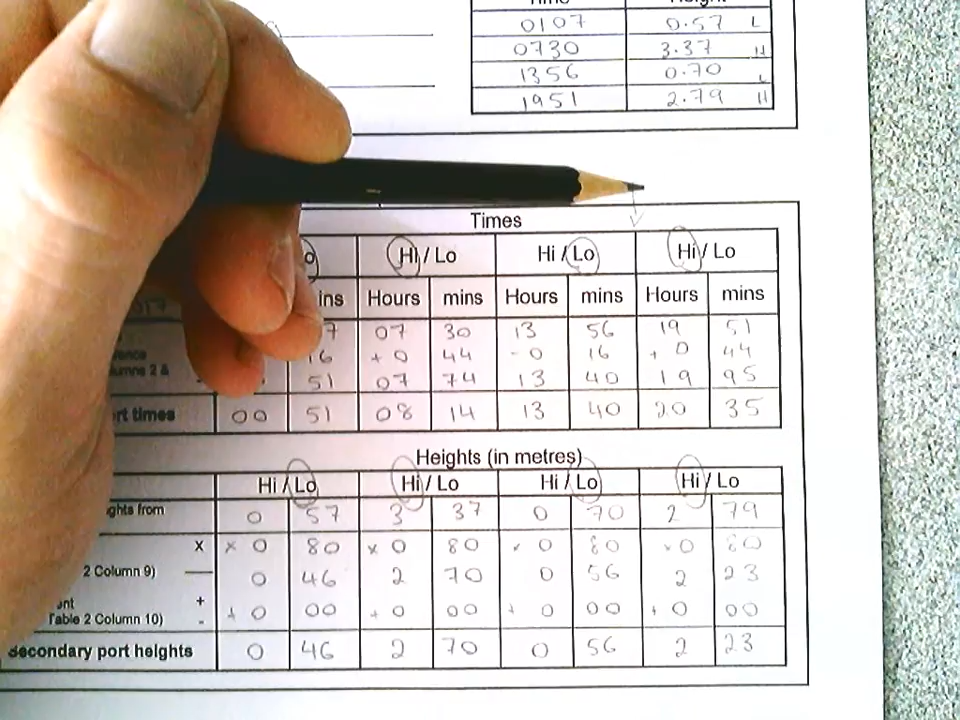 0107 0.57 L
0730 3.37 H
1356 0.70 L
1951 2.79 H
Times
Hi / Lo Hi / Lo Hi / Lo
Hours mins Hours mins Hours mins
07 30 13 56 19 51
16 + 0 44 - 0 16 + 0 44
51 07 74 13 40 19 95
rt times 00 51 08 14 13 40 20 35
Heights (in metres)
Hi / Lo Hi / Lo Hi / Lo Hi / Lo
ghts from 0 57 3 37 0 70 2 79
x x 0 80 x 0 80 x 0 80 x 0 80
2 Column 9) 0 46 2 70 0 56 2 23
+
Table 2 Column 10) - + 0 00 + 0 00 + 0 00 + 0 00
Secondary port heights 0 46 2 70 0 56 2 23